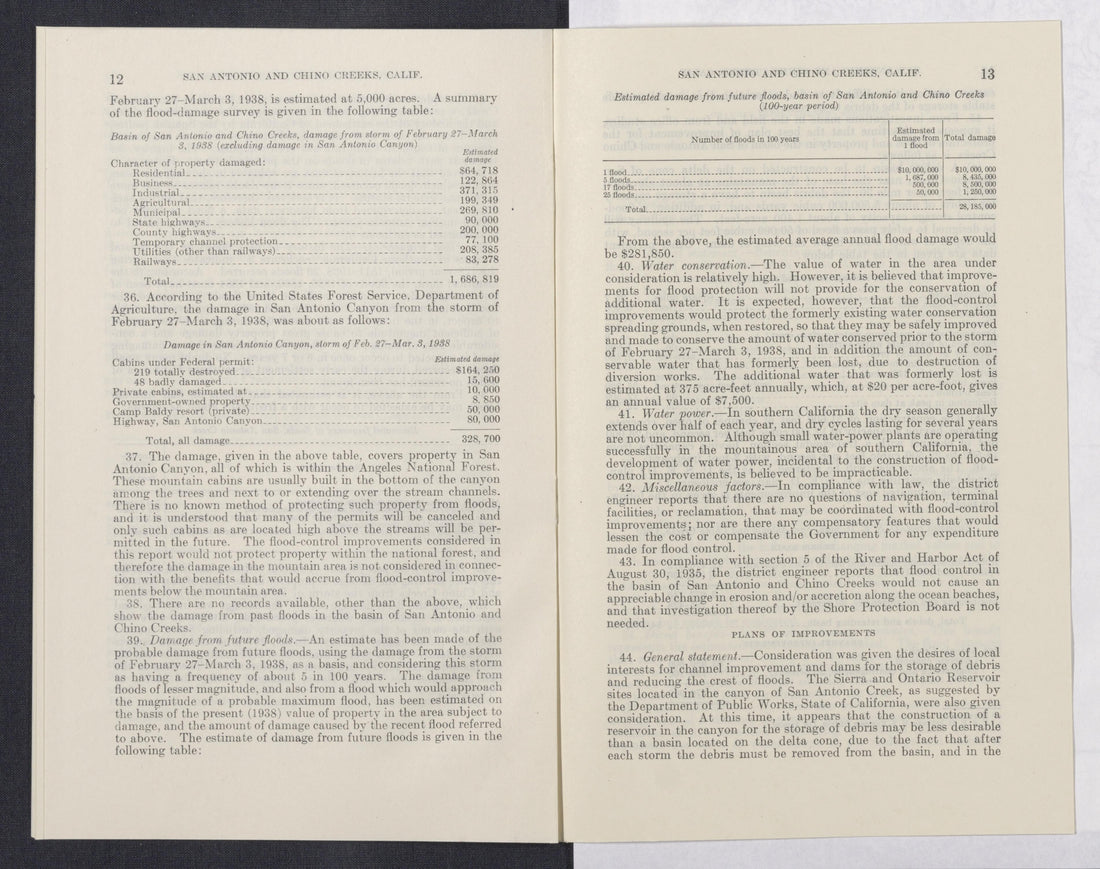 12 SAN ANTONIO AND CHINO CREEKS, CALIF.
February 27–March 3, 1938, is estimated at 5,000 acres. A summary
of the flood-damage survey is given in the following table:
Basin of San Antonio and Chino Creeks, damage from storm of February 27–March
3, 1938 (excluding damage in San Antonio Canyon)
Estimated
damage
Character of property damaged:
Residential $64, 718
Business 122, 864
Industrial 371, 315
Agricultural 199, 349
Municipal 269, 810
State highways 90, 000
County highways 200, 000
Temporary channel protection 77, 100
Utilities (other than railways) 208, 385
Railways 83, 278
Total 1, 686, 819
36. According to the United States Forest Service, Department of
Agriculture, the damage in San Antonio Canyon from the storm of
February 27–March 3, 1938, was about as follows:
Damage in San Antonio Canyon, storm of Feb. 27–Mar. 3, 1938
Estimated damage
Cabins under Federal permit:
219 totally destroyed $164, 250
48 badly damaged 15, 600
Private cabins, estimated at 10, 000
Government-owned property 8, 850
Camp Baldy resort (private) 50, 000
Highway, San Antonio Canyon 80, 000
Total, all damage 328, 700
37. The damage, given in the above table, covers property in San
Antonio Canyon, all of which is within the Angeles National Forest.
These mountain cabins are usually built in the bottom of the canyon
among the trees and next to or extending over the stream channels.
There is no known method of protecting such property from floods,
and it is understood that many of the permits will be canceled and
only such cabins as are located high above the streams will be per-
mitted in the future. The flood-control improvements considered in
this report would not protect property within the national forest, and
therefore the damage in the mountain area is not considered in connec-
tion with the benefits that would accrue from flood-control improve-
ments below the mountain area.
38. There are no records available, other than the above, which
show the damage from past floods in the basin of San Antonio and
Chino Creeks.
39. Damage from future floods.—An estimate has been made of the
probable damage from future floods, using the damage from the storm
of February 27–March 3, 1938, as a basis, and considering this storm
as having a frequency of about 5 in 100 years. The damage from
floods of lesser magnitude, and also from a flood which would approach
the magnitude of a probable maximum flood, has been estimated on
the basis of the present (1938) value of property in the area subject to
damage, and the amount of damage caused by the recent flood referred
to above. The estimate of damage from future floods is given in the
following table:
SAN ANTONIO AND CHINO CREEKS, CALIF. 13
Estimated damage from future floods, basin of San Antonio and Chino Creeks
(100-year period)
Number of floods in 100 years
Estimated
damage from
1 flood
Total damage
1 flood $10, 000, 000 $10, 000, 000
5 floods 1, 687, 000 8, 435, 000
17 floods 500, 000 8, 500, 000
25 floods 50, 000 1, 250, 000
Total 28, 185, 000
From the above, the estimated average annual flood damage would
be $281,850.
40. Water conservation.—The value of water in the area under
consideration is relatively high. However, it is believed that improve-
ments for flood protection will not provide for the conservation of
additional water. It is expected, however, that the flood-control
improvements would protect the formerly existing water conservation
spreading grounds, when restored, so that they may be safely improved
and made to conserve the amount of water conserved prior to the storm
of February 27–March 3, 1938, and in addition the amount of con-
servable water that has formerly been lost, due to destruction of
diversion works. The additional water that was formerly lost is
estimated at 375 acre-feet annually, which, at $20 per acre-foot, gives
an annual value of $7,500.
41. Water power.—In southern California the dry season generally
extends over half of each year, and dry cycles lasting for several years
are not uncommon. Although small water-power plants are operating
successfully in the mountainous area of southern California, the
development of water power, incidental to the construction of flood-
control improvements, is believed to be impracticable.
42. Miscellaneous factors.—In compliance with law, the district
engineer reports that there are no questions of navigation, terminal
facilities, or reclamation, that may be coordinated with flood-control
improvements; nor are there any compensatory features that would
lessen the cost or compensate the Government for any expenditure
made for flood control.
43. In compliance with section 5 of the River and Harbor Act of
August 30, 1935, the district engineer reports that flood control in
the basin of San Antonio and Chino Creeks would not cause an
appreciable change in erosion and/or accretion along the ocean beaches,
and that investigation thereof by the Shore Protection Board is not
needed.
PLANS OF IMPROVEMENTS
44. General statement.—Consideration was given the desires of local
interests for channel improvement and dams for the storage of debris
and reducing the crest of floods. The Sierra and Ontario Reservoir
sites located in the canyon of San Antonio Creek, as suggested by
the Department of Public Works, State of California, were also given
consideration. At this time, it appears that the construction of a
reservoir in the canyon for the storage of debris may be less desirable
than a basin located on the delta cone, due to the fact that after
each storm the debris must be removed from the basin, and in the